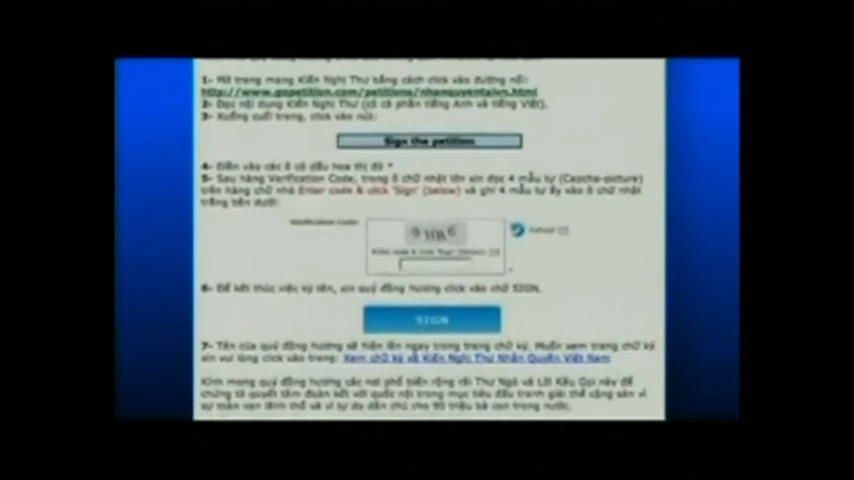 1- Mở trang mạng Kiến Nghị Thư bằng cách click vào đường nối:
http://www.gopetition.com/petitions/nhanquyentaivn.html
2- Đọc nội dung Kiến Nghị Thư (có cả phần tiếng Anh và tiếng Việt).
3- Xuống cuối trang, click vào nút:
Sign the petition
4- Điền vào các ô có dấu hoa thị đỏ *
5- Sau hàng Verification Code, trong ô chữ nhật lớn xin đọc 4 mẫu tự (Captcha-picture)
trên hàng chữ nhỏ Enter code & click 'Sign' (below) và ghi 4 mẫu tự ấy vào ô chữ nhật
trắng bên dưới:
Verification Code:
Enter code & click 'Sign' (below)
Refresh
6- Để kết thúc việc ký tên, xin quý đồng hương click vào chữ SIGN.
SIGN
7- Tên của quý đồng hương sẽ hiện lên ngay trong trang chữ ký. Muốn xem trang chữ ký
xin vui lòng click vào trang: Xem chữ ký về Kiến Nghị Thư Nhân Quyền Việt Nam
Kính mong quý đồng hương các nơi phổ biến rộng rãi Thư Ngỏ và Lời Kêu Gọi này để
chứng tỏ quyết tâm đoàn kết với quốc nội trong mục tiêu đấu tranh giải thể cộng sản vì
sự toàn vẹn lãnh thổ và vì tự do dân chủ cho 90 triệu bà con trong nước.